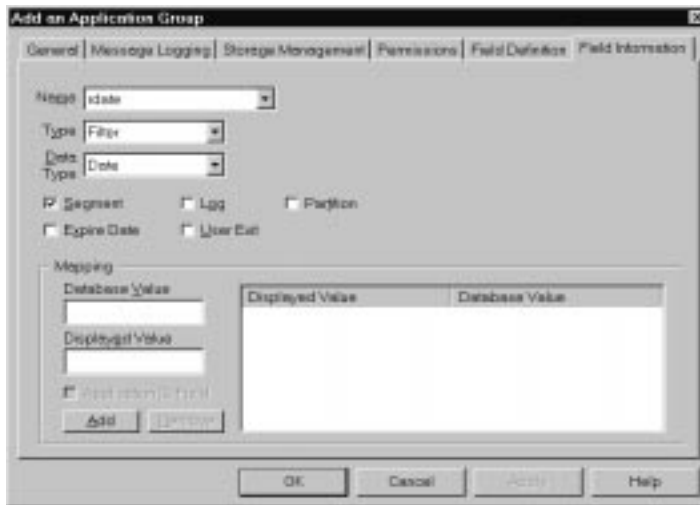 Add an Application Group
General Message Logging Storage Management Permissions Field Definition Field Information
Name
Type Filter
Data Type Date
Segment Log Partition
Expire Date User Exit
Mapping
Database Value
Displayed Value Database Value
Displayed Value
Add Remove
OK Cancel Apply Help